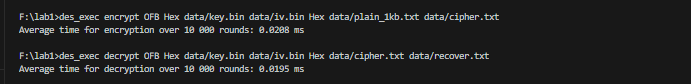 F:\lab1>des_exec encrypt OFB Hex data/key.bin data/iv.bin Hex data/plain_1kb.txt data/cipher.txt
Average time for encryption over 10 000 rounds: 0.0208 ms
F:\lab1>des_exec decrypt OFB Hex data/key.bin data/iv.bin Hex data/cipher.txt data/recover.txt
Average time for decryption over 10 000 rounds: 0.0195 ms